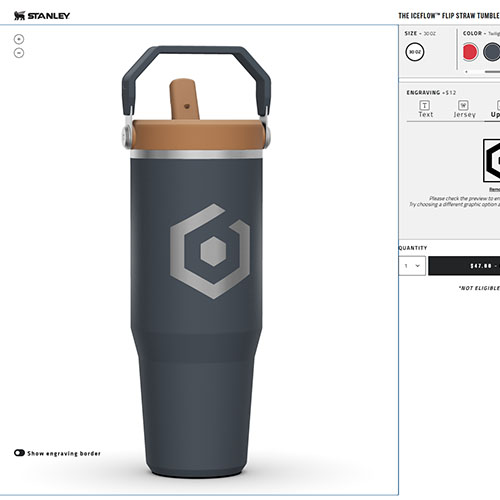 STANLEY
THE ICEFLOW™ FLIP STRAW TUMBLE
SIZE • 30 OZ
COLOR • Twilig
30 OZ
ENGRAVING +$12
Text
Jersey
Up
Remo
Please check the preview to en
Try choosing a different graphic option a
QUANTITY
1
$47.00 –
*NOT ELIGIBLE
Show engraving border